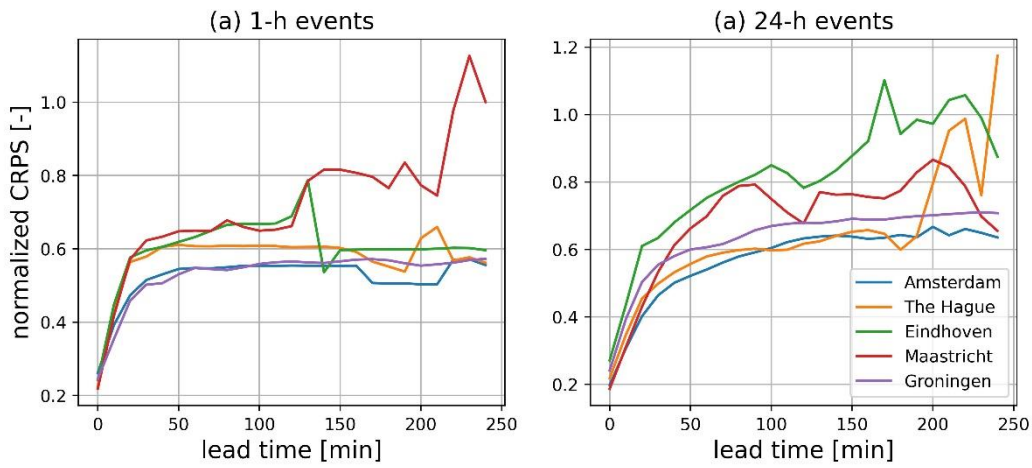 (a) 1-h events
normalized CRPS [-]
1.0
0.8
0.6
0.4
0.2
0
50
100
150
200
250
lead time [min]
(a) 24-h events
1.2
1.0
0.8
0.6
0.4
0.2
0
50
100
150
200
250
lead time [min]
Amsterdam
The Hague
Eindhoven
Maastricht
Groningen